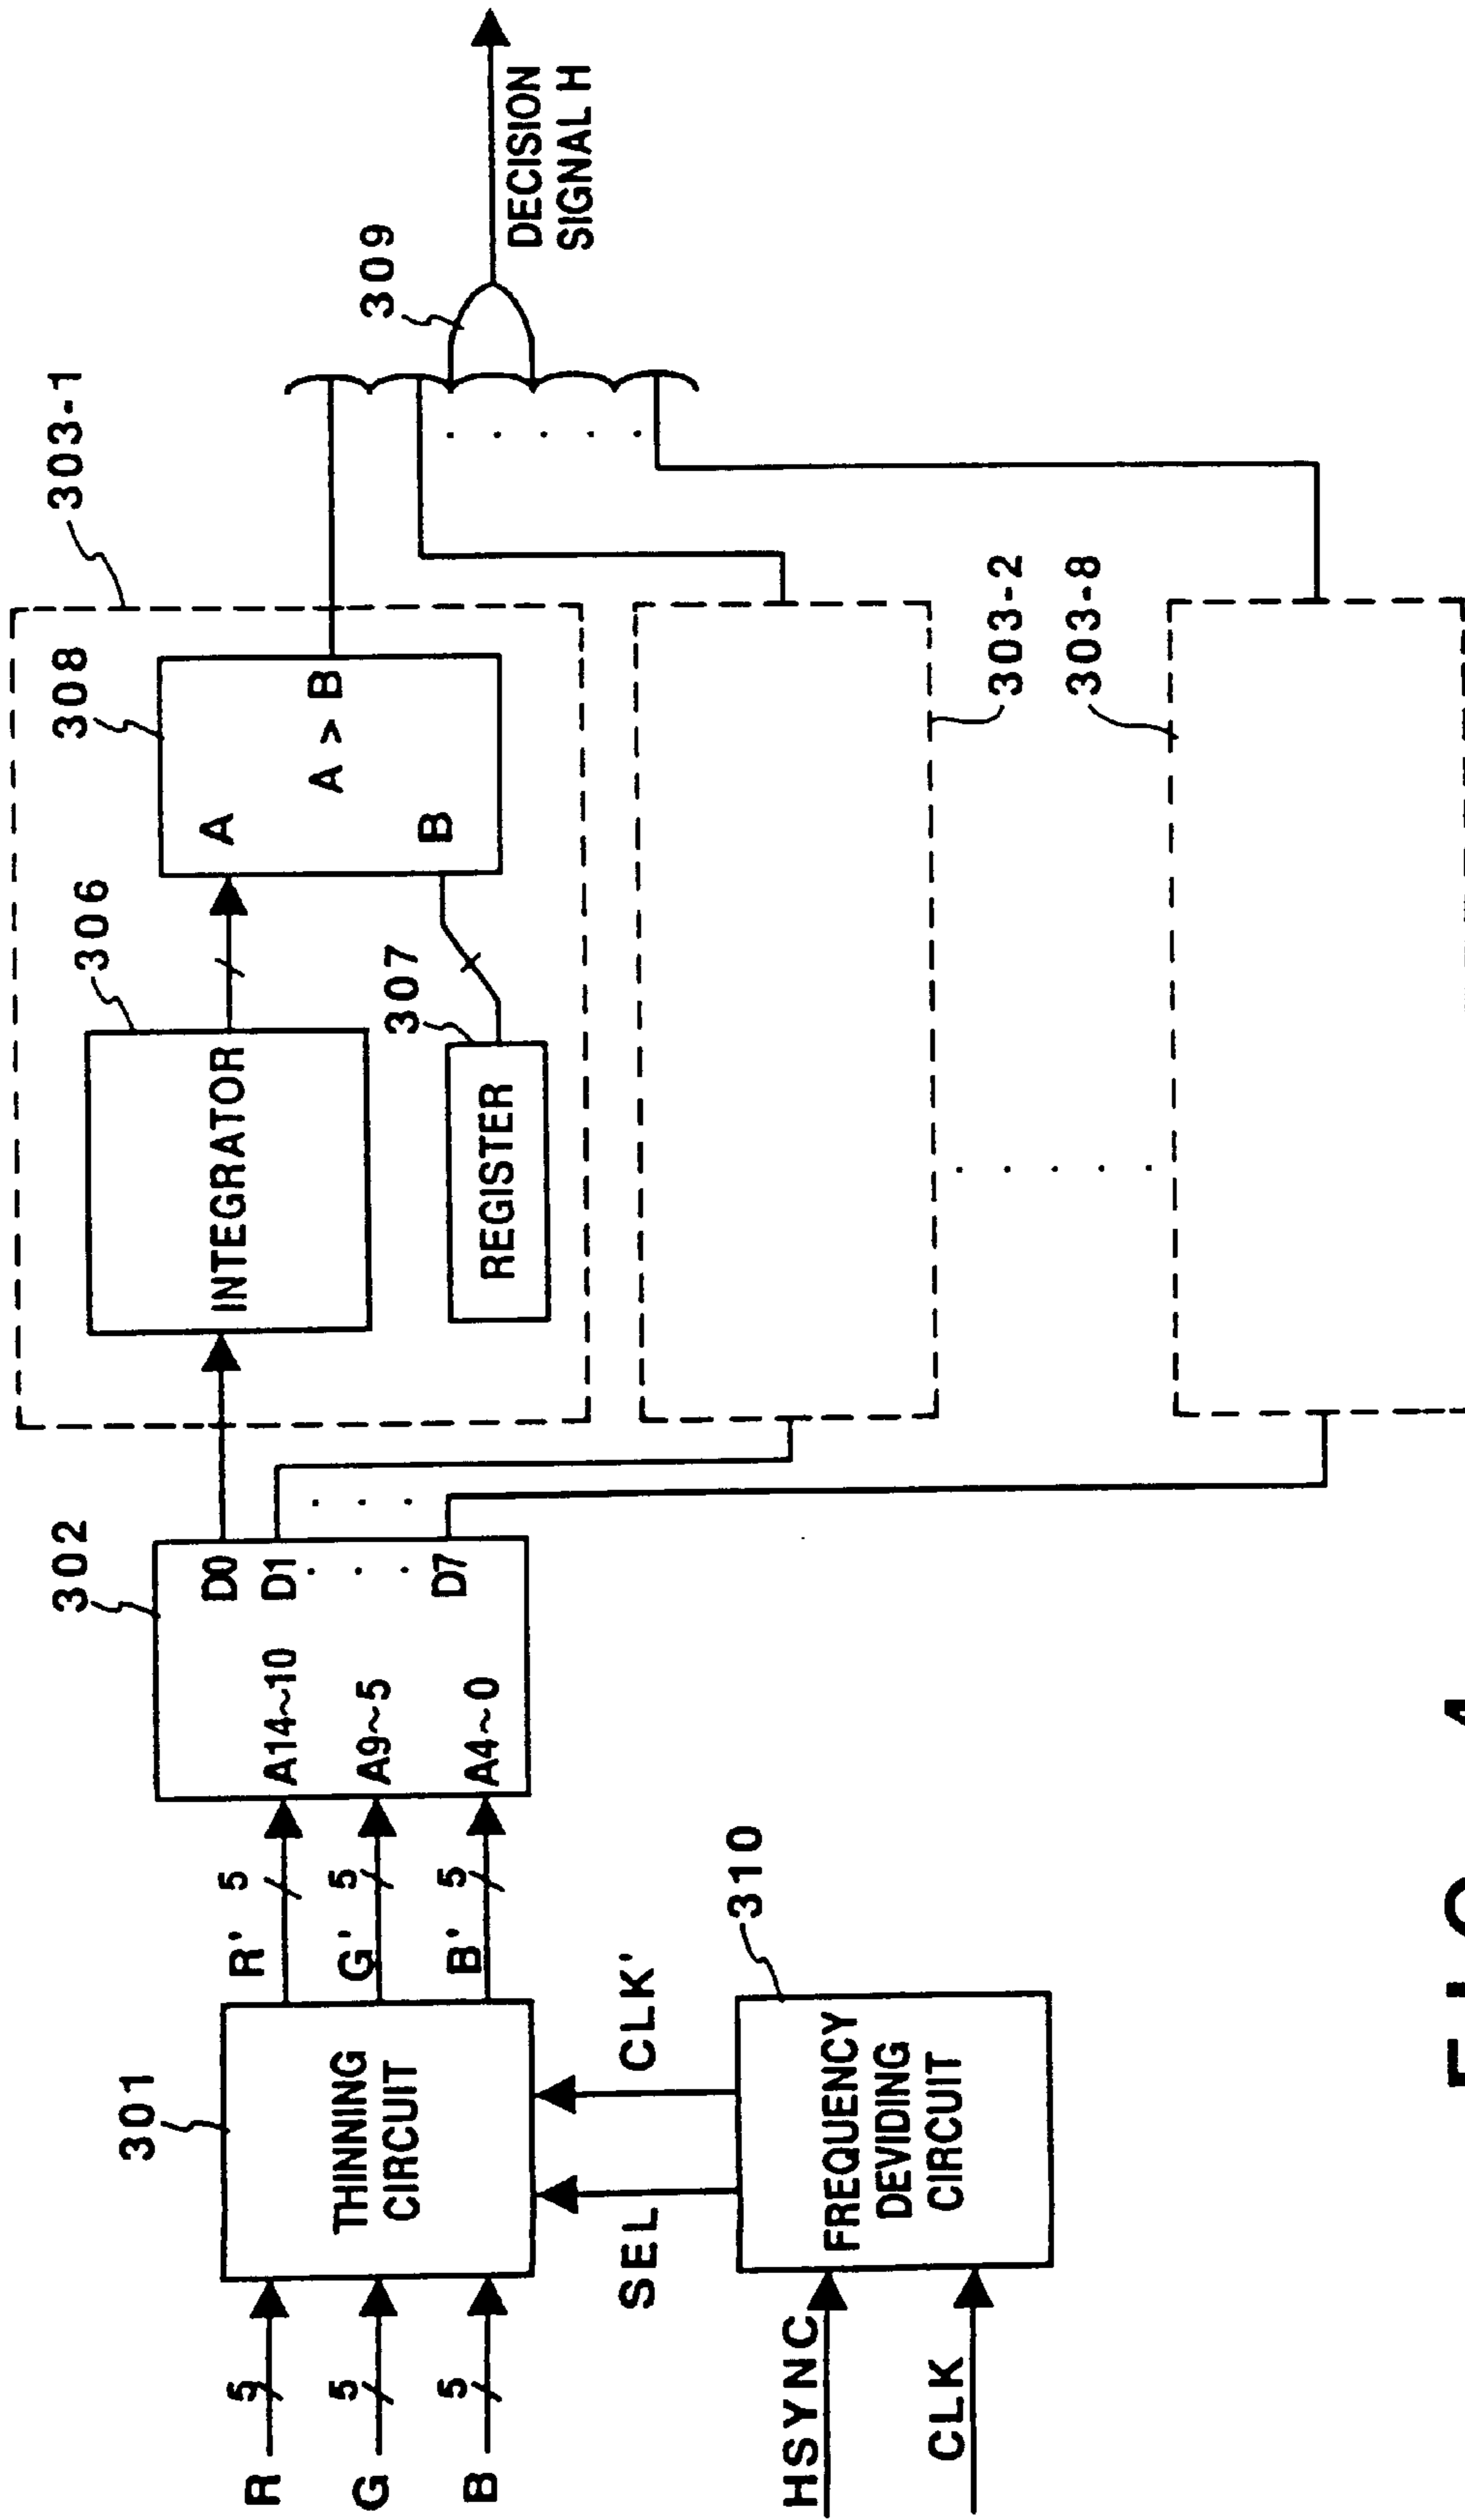 R
5
G
5
B
5
301
THINNING
CIRCUIT
R'
5
G'
5
B'
5
SEL
CLK'
HSYNC
CLK
FREQUENCY
DEVIDING
CIRCUIT
310
302
A14~10
A9~5
A4~0
D0
D1
D7
303-1
INTEGRATOR
306
REGISTER
307
308
A
B
A > B
303-2
303-8
309
DECISION
SIGNAL H